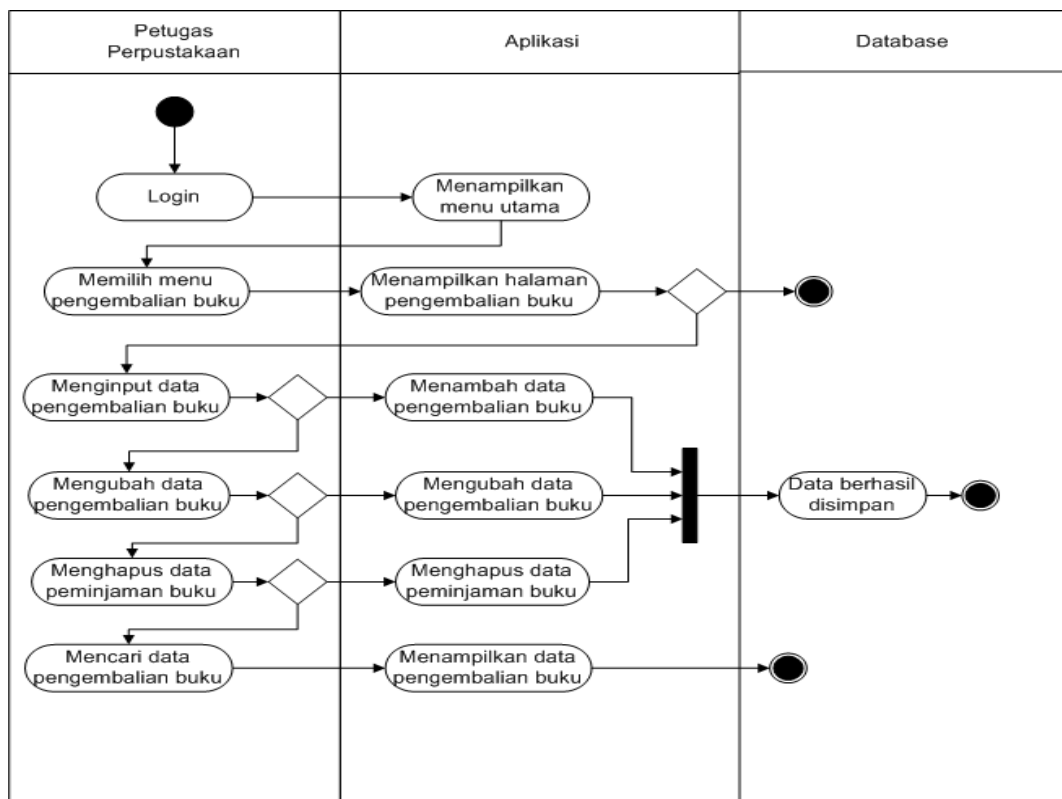 Petugas
Perpustakaan
Aplikasi
Database
Login
Menampilkan
menu utama
Memilih menu
pengembalian buku
Menampilkan halaman
pengembalian buku
Menginput data
pengembalian buku
Menambah data
pengembalian buku
Mengubah data
pengembalian buku
Mengubah data
pengembalian buku
Data berhasil
disimpan
Menghapus data
peminjaman buku
Menghapus data
peminjaman buku
Mencari data
pengembalian buku
Menampilkan data
pengembalian buku